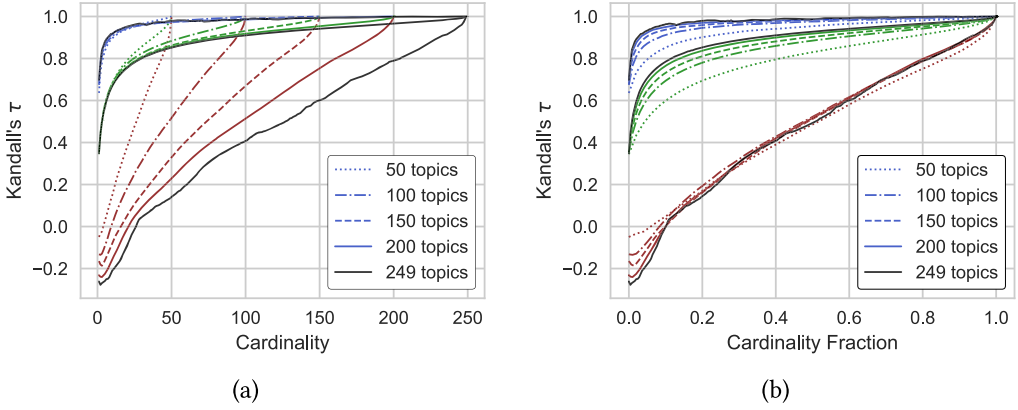 Kendall's τ
1.0
0.8
0.6
0.4
0.2
0.0
−0.2
0 50 100 150 200 250
Cardinality
50 topics
100 topics
150 topics
200 topics
249 topics
(a)
Kendall's τ
1.0
0.8
0.6
0.4
0.2
0.0
−0.2
0.0 0.2 0.4 0.6 0.8 1.0
Cardinality Fraction
50 topics
100 topics
150 topics
200 topics
249 topics
(b)